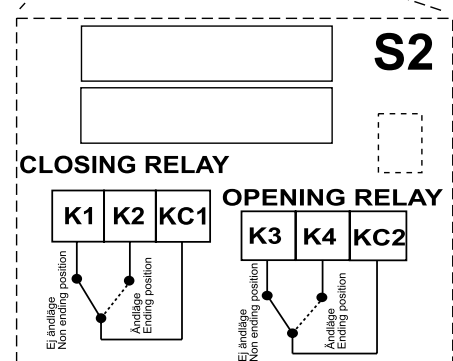 S2
CLOSING RELAY
K1 K2 KC1
Ej ändläge
Non ending position
Ändläge
Ending position
OPENING RELAY
K3 K4 KC2
Ej ändläge
Non ending position
Ändläge
Ending position